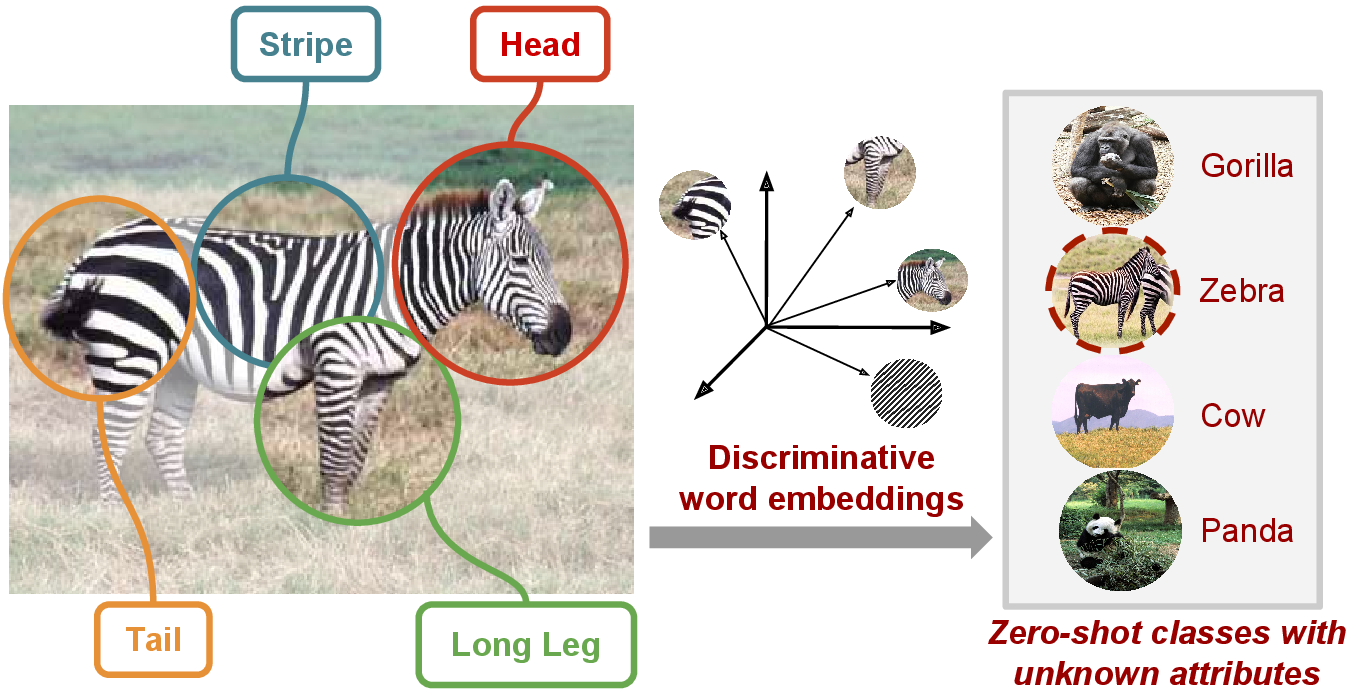 Stripe
Head
Tail
Long Leg
Discriminative
word embeddings
Gorilla
Zebra
Cow
Panda
Zero-shot classes with
unknown attributes